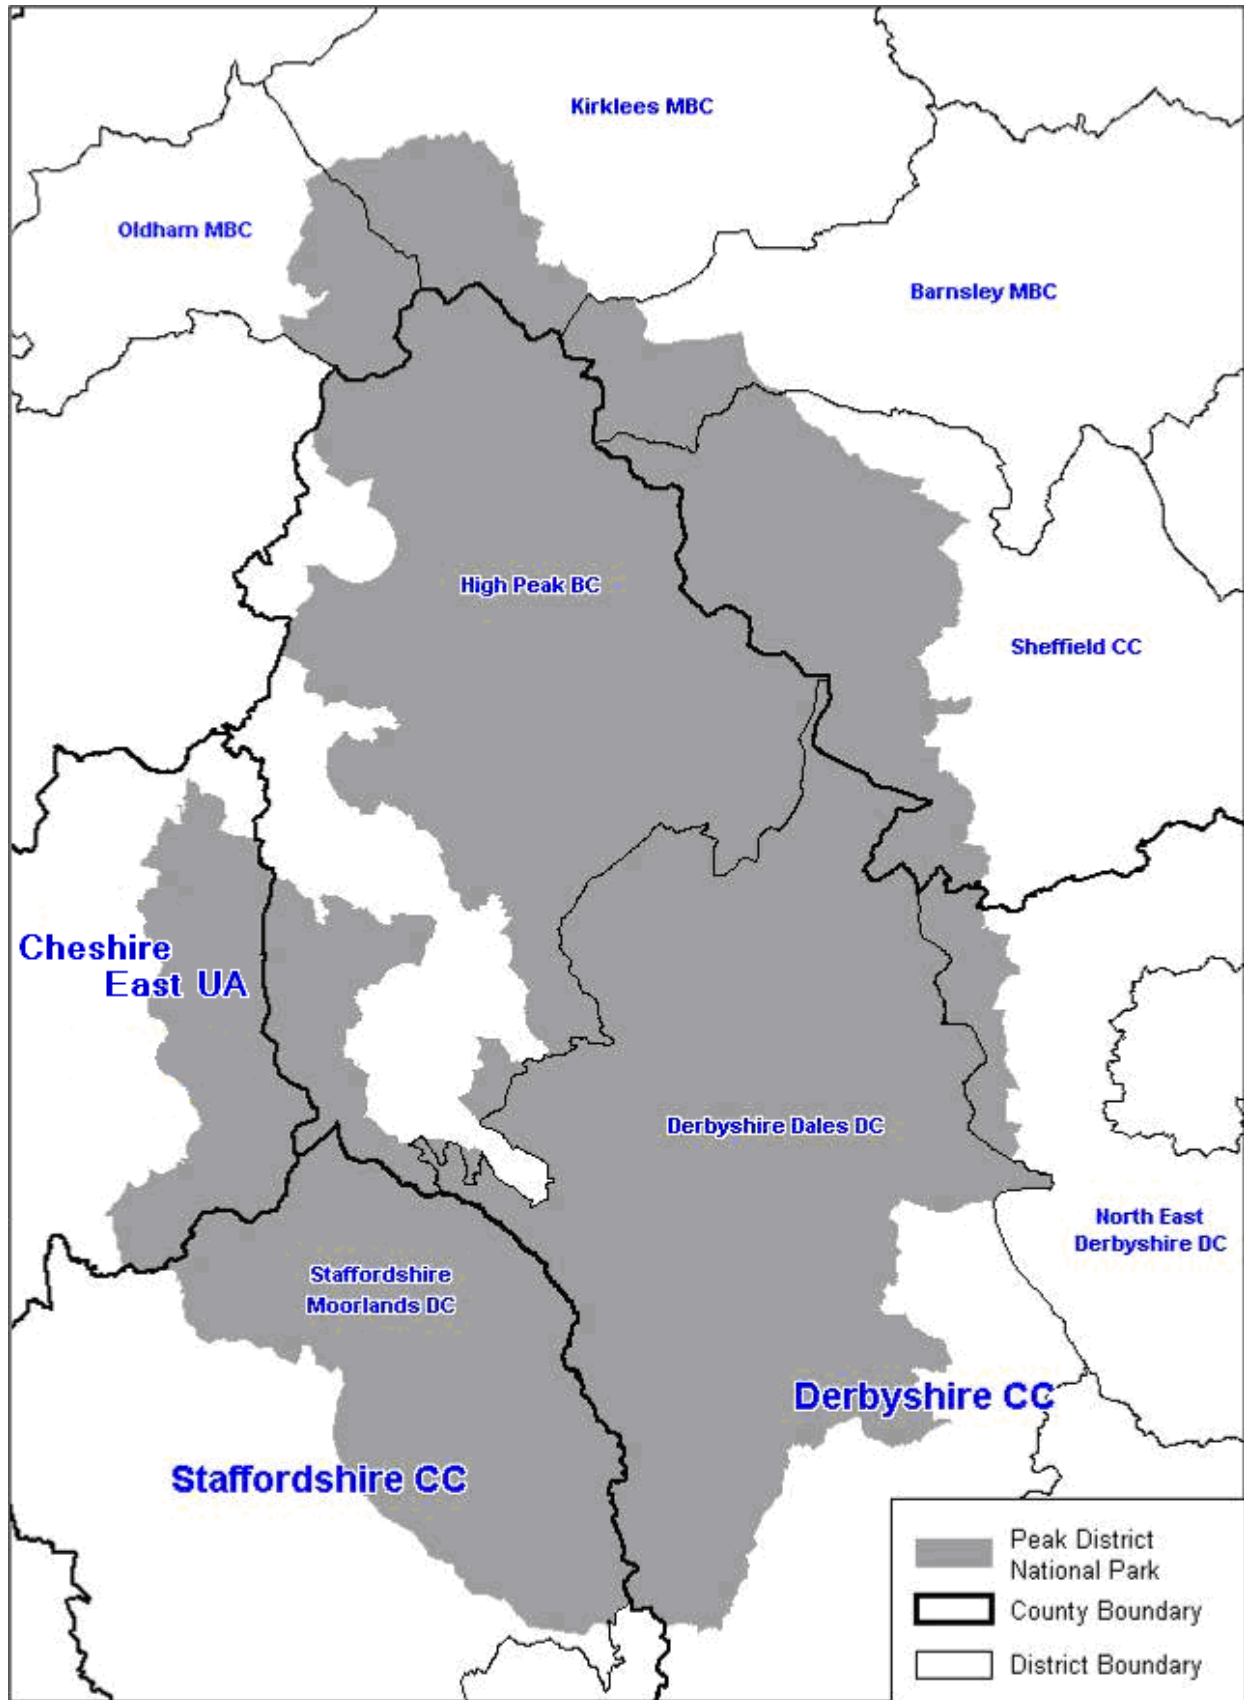 Kirklees MBC
Oldham MBC
Barnsley MBC
High Peak BC
Sheffield CC
Cheshire
East UA
Derbyshire Dales DC
North East
Derbyshire DC
Staffordshire
Moorlands DC
Derbyshire CC
Staffordshire CC
Peak District
National Park
County Boundary
District Boundary